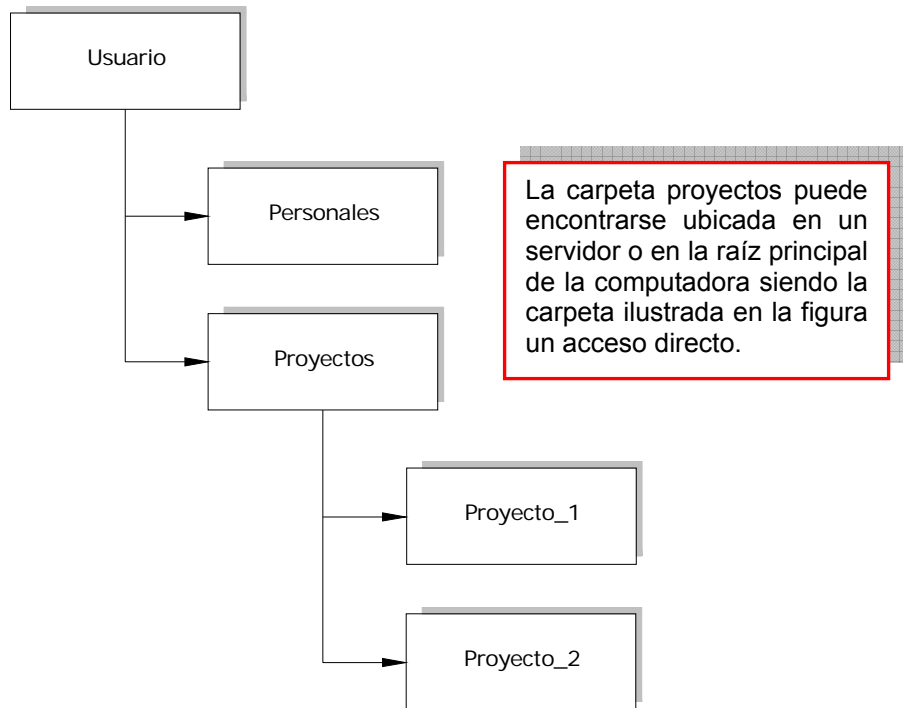 Usuario
Personales
La carpeta proyectos puede
encontrarse ubicada en un
servidor o en la raíz principal
de la computadora siendo la
carpeta ilustrada en la figura
un acceso directo.
Proyectos
Proyecto_1
Proyecto_2